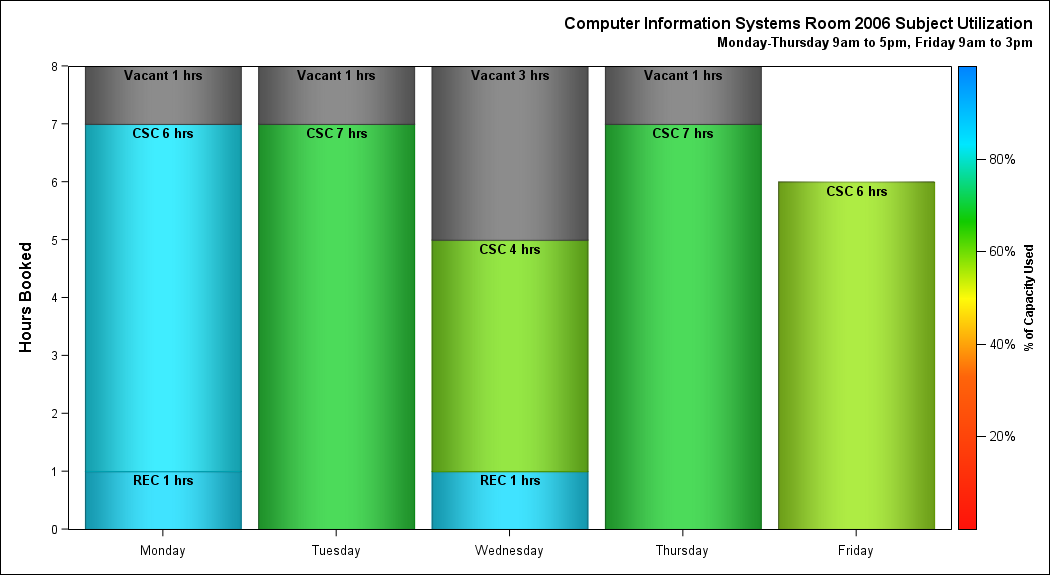 Computer Information Systems Room 2006 Subject Utilization
Monday-Thursday 9am to 5pm, Friday 9am to 3pm
Hours Booked
8
7
6
5
4
3
2
1
0
Vacant 1 hrs
CSC 6 hrs
REC 1 hrs
Vacant 1 hrs
CSC 7 hrs
Vacant 3 hrs
CSC 4 hrs
REC 1 hrs
Vacant 1 hrs
CSC 7 hrs
CSC 6 hrs
Monday
Tuesday
Wednesday
Thursday
Friday
80%
60%
40%
20%
% of Capacity Used